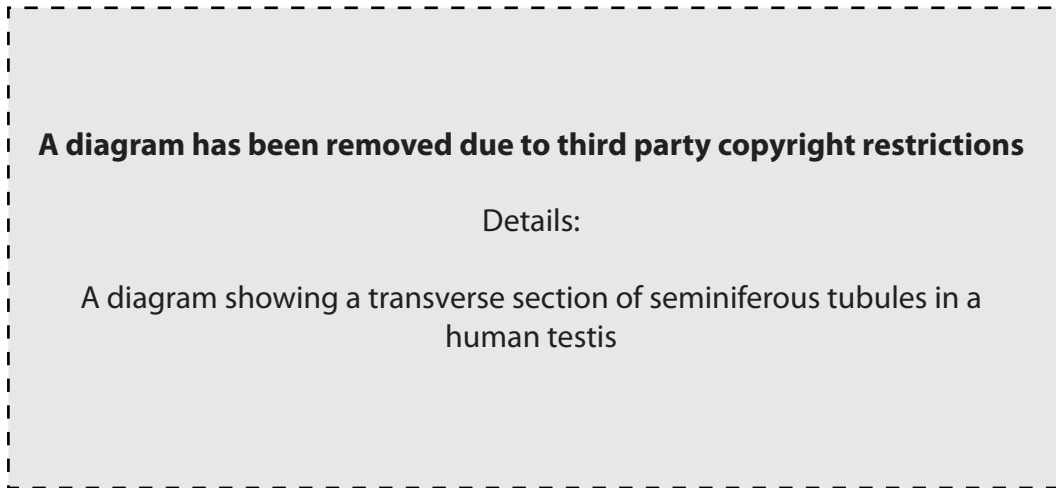 A diagram has been removed due to third party copyright restrictions
Details:
A diagram showing a transverse section of seminiferous tubules in a
human testis